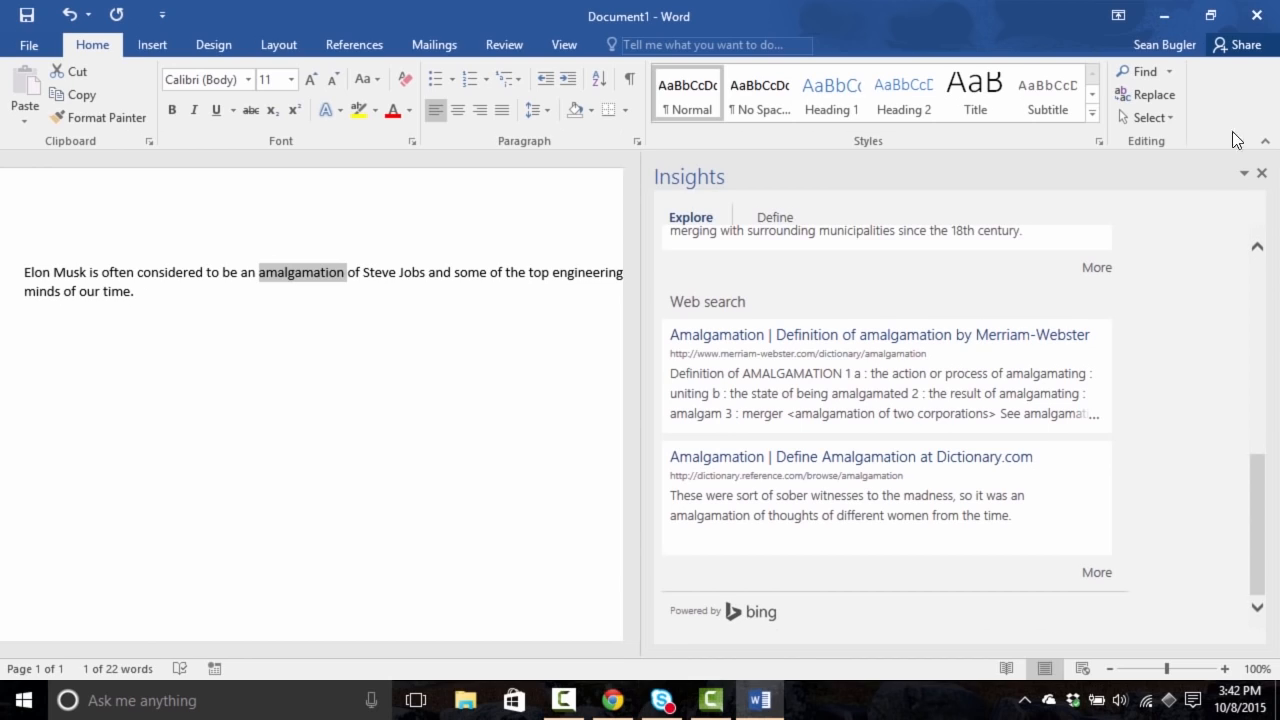 Document1 - Word
File Home Insert Design Layout References Mailings Review View Tell me what you want to do... Sean Bugler Share
Paste
Cut
Copy
Format Painter
Clipboard
Calibri (Body) 11
Aa
B I U abc x₂ x² A aby A
Font
Paragraph
AaBbCcDc AaBbCcDc AaBbCc AaBbCcE AaB AaBbCcD
¶ Normal ¶ No Spac... Heading 1 Heading 2 Title Subtitle
Styles
Find
Replace
Select
Editing
Elon Musk is often considered to be an amalgamation of Steve Jobs and some of the top engineering
minds of our time.
Insights
Explore Define
merging with surrounding municipalities since the 18th century.
More
Web search
Amalgamation | Definition of amalgamation by Merriam-Webster
http://www.merriam-webster.com/dictionary/amalgamation
Definition of AMALGAMATION 1 a : the action or process of amalgamating :
uniting b : the state of being amalgamated 2 : the result of amalgamating :
amalgam 3 : merger <amalgamation of two corporations> See amalgamat...
Amalgamation | Define Amalgamation at Dictionary.com
http://dictionary.reference.com/browse/amalgamation
These were sort of sober witnesses to the madness, so it was an
amalgamation of thoughts of different women from the time.
More
Powered by bing
Page 1 of 1 1 of 22 words 100%
Ask me anything
3:42 PM
10/8/2015